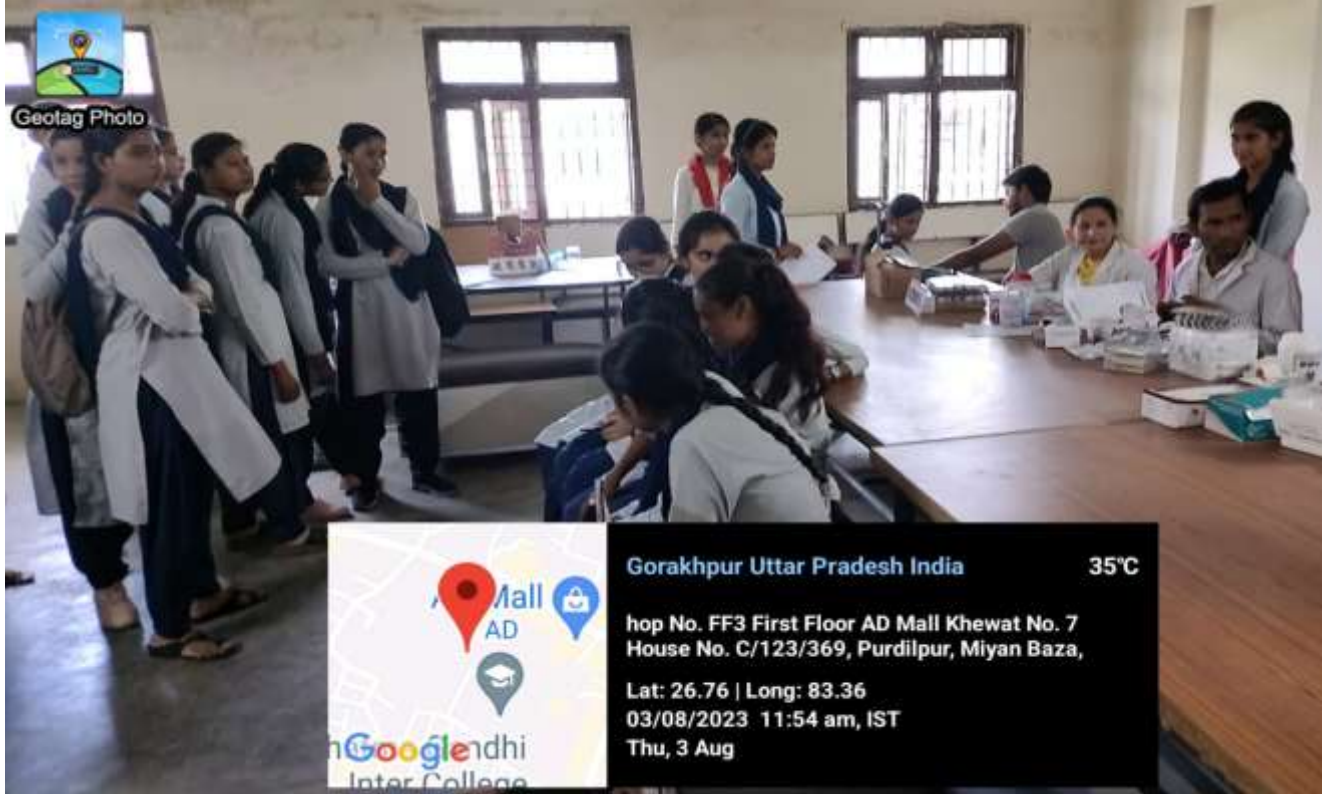 Geotag Photo
Mall
AD
Google
ndhi
Inter College
Gorakhpur Uttar Pradesh India 35°C
hop No. FF3 First Floor AD Mall Khewat No. 7
House No. C/123/369, Purdilpur, Miyan Baza,
Lat: 26.76 | Long: 83.36
03/08/2023 11:54 am, IST
Thu, 3 Aug